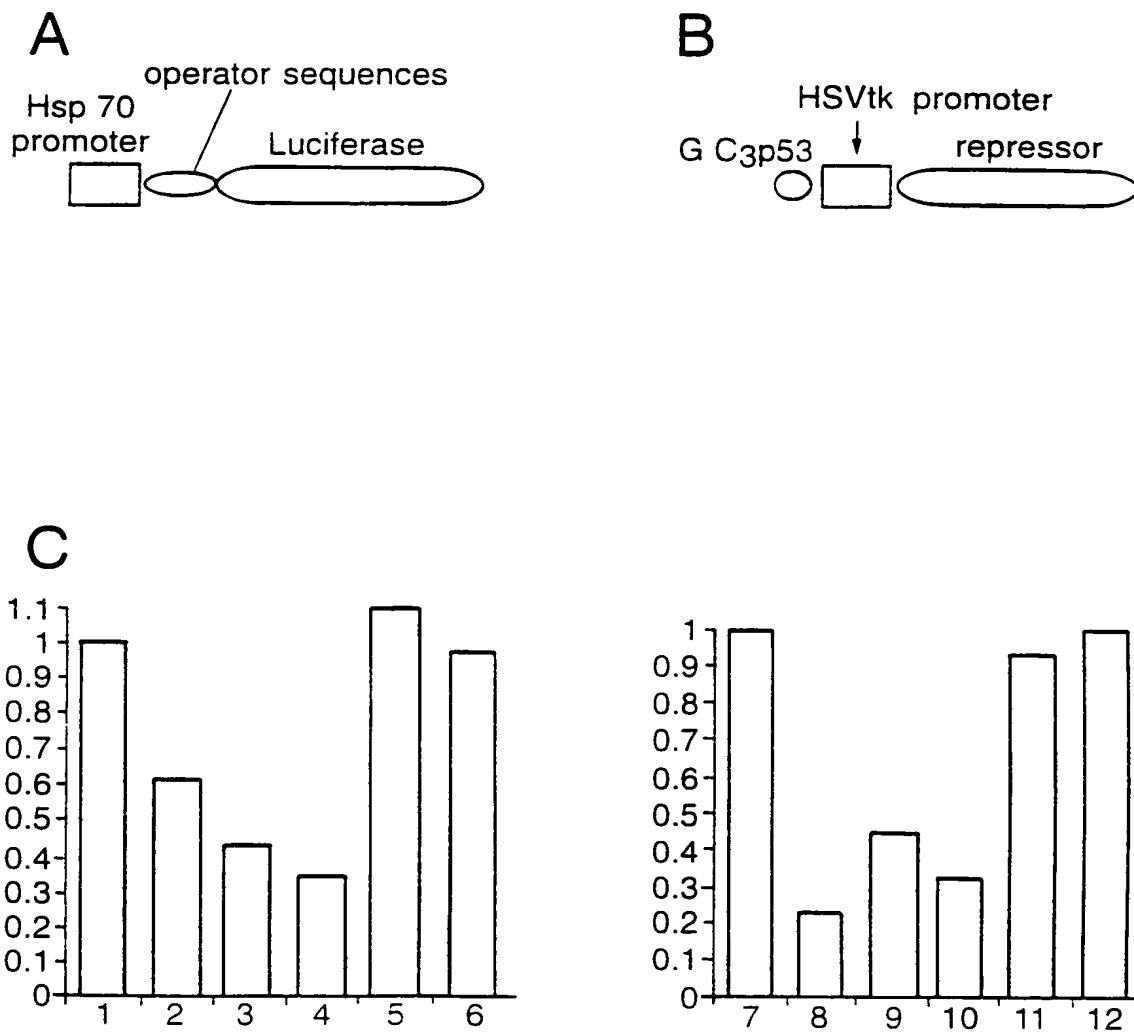 A
operator sequences
Hsp 70
promoter
Luciferase
B
HSVtk promoter
G C3p53
repressor
C
1.1
1
0.9
0.8
0.7
0.6
0.5
0.4
0.3
0.2
0.1
0
1 2 3 4 5 6
1
0.9
0.8
0.7
0.6
0.5
0.4
0.3
0.2
0.1
0
7 8 9 10 11 12